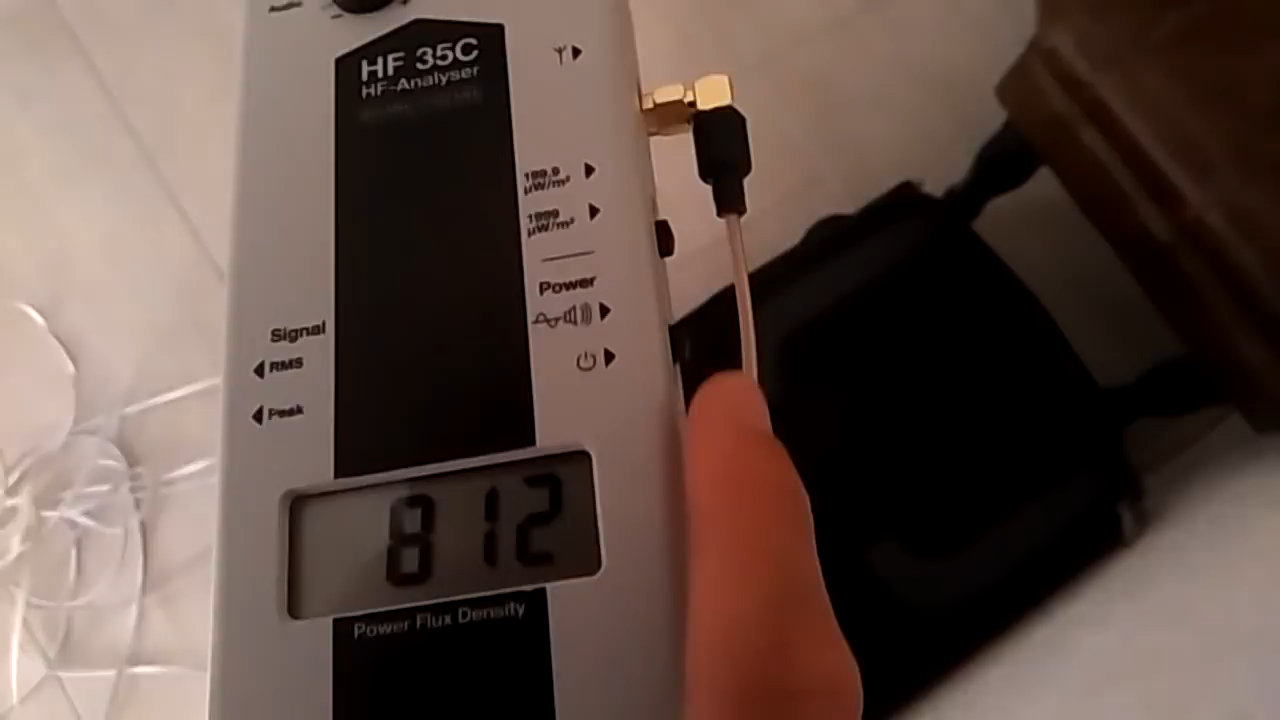 Audio
HF 35C
HF-Analyser
199.9
µW/m²
1999
µW/m²
Power
Signal
RMS
Peak
812
Power Flux Density